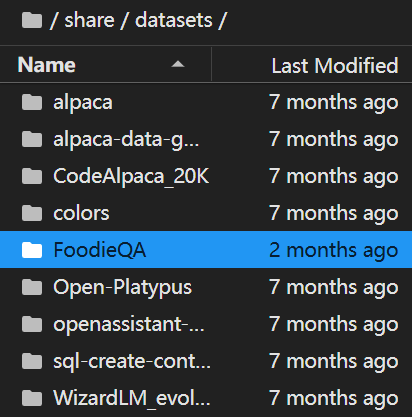 / share / datasets /
Name Last Modified
alpaca 7 months ago
alpaca-data-g... 7 months ago
CodeAlpaca_20K 7 months ago
colors 7 months ago
FoodieQA 2 months ago
Open-Platypus 7 months ago
openassistant-... 7 months ago
sql-create-cont... 7 months ago
WizardLM_evol... 7 months ago